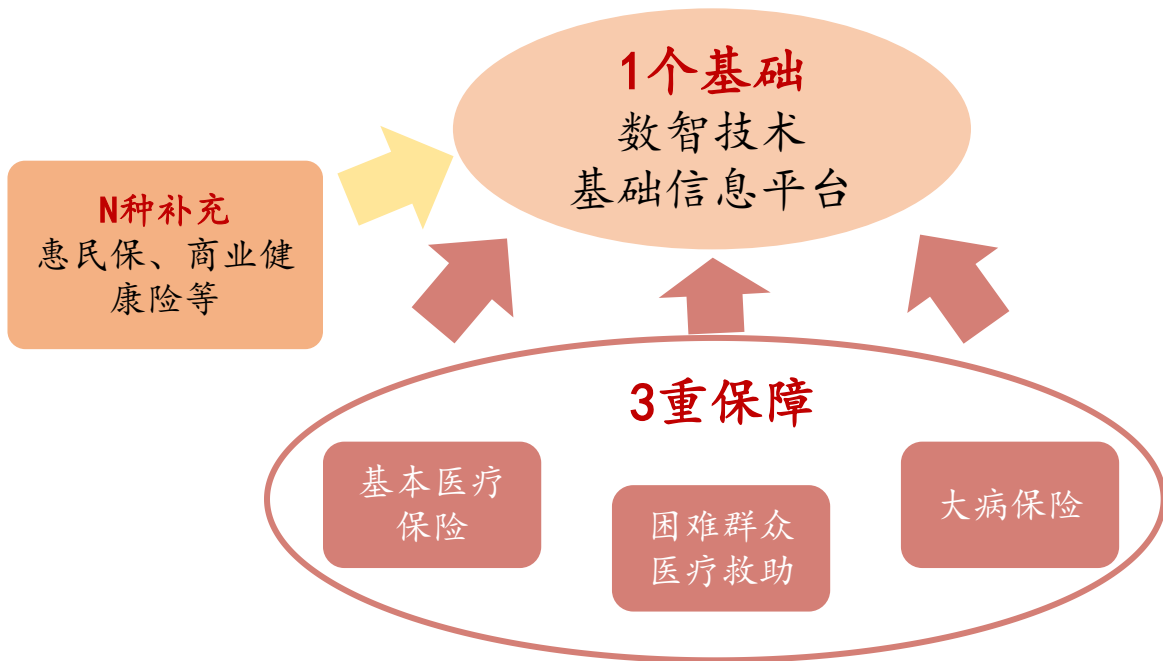 1个基础
数智技术
基础信息平台
N种补充
惠民保、商业健
康险等
3重保障
基本医疗
保险
困难群众
医疗救助
大病保险